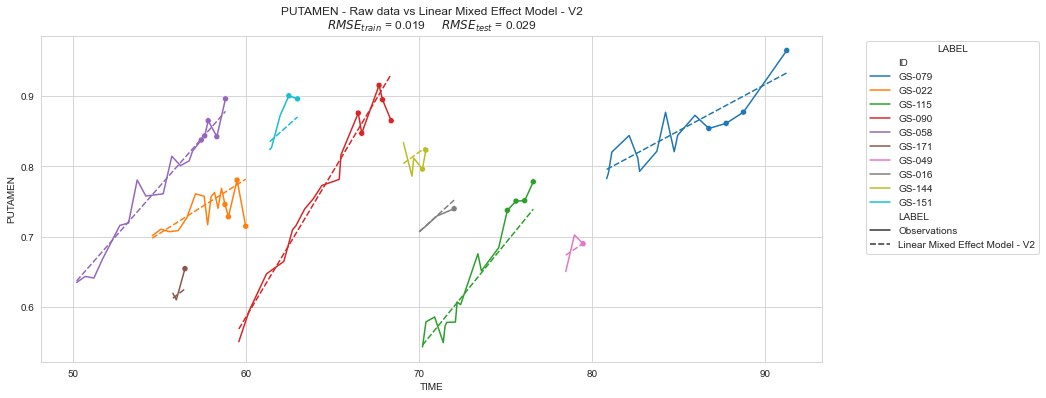 PUTAMEN - Raw data vs Linear Mixed Effect Model - V2
RMSE_train = 0.019 RMSE_test = 0.029
PUTAMEN
0.9
0.8
0.7
0.6
50 60 70 80 90
TIME
LABEL
ID
GS-079
GS-022
GS-115
GS-090
GS-058
GS-171
GS-049
GS-016
GS-144
GS-151
LABEL
Observations
Linear Mixed Effect Model - V2